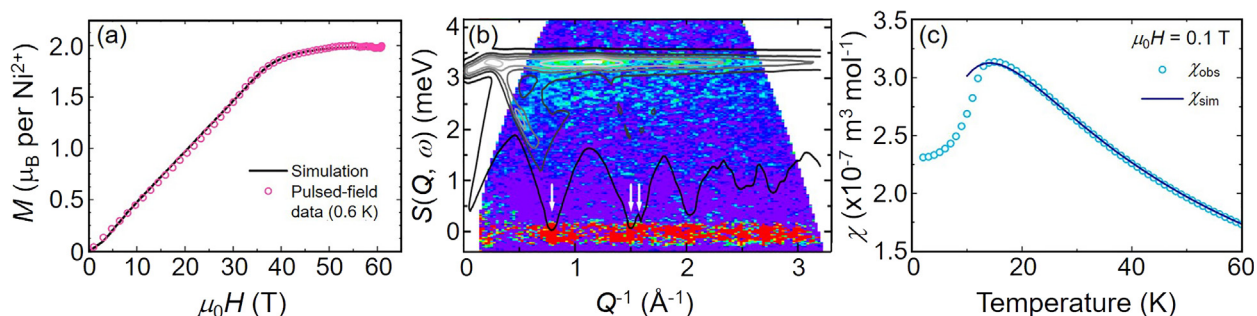 (a)
M (μB per Ni2+)
2.0
1.5
1.0
0.5
0
Simulation
Pulsed-field
data (0.6 K)
0 10 20 30 40 50 60 70
μ0H (T)
(b)
S(Q, ω) (meV)
4
3
2
1
0
0 1 2 3
Q-1 (Å-1)
(c)
μ0H = 0.1 T
χobs
χsim
χ (x10-7 m3 mol-1)
3.5
3.0
2.5
2.0
1.5
0 20 40 60
Temperature (K)